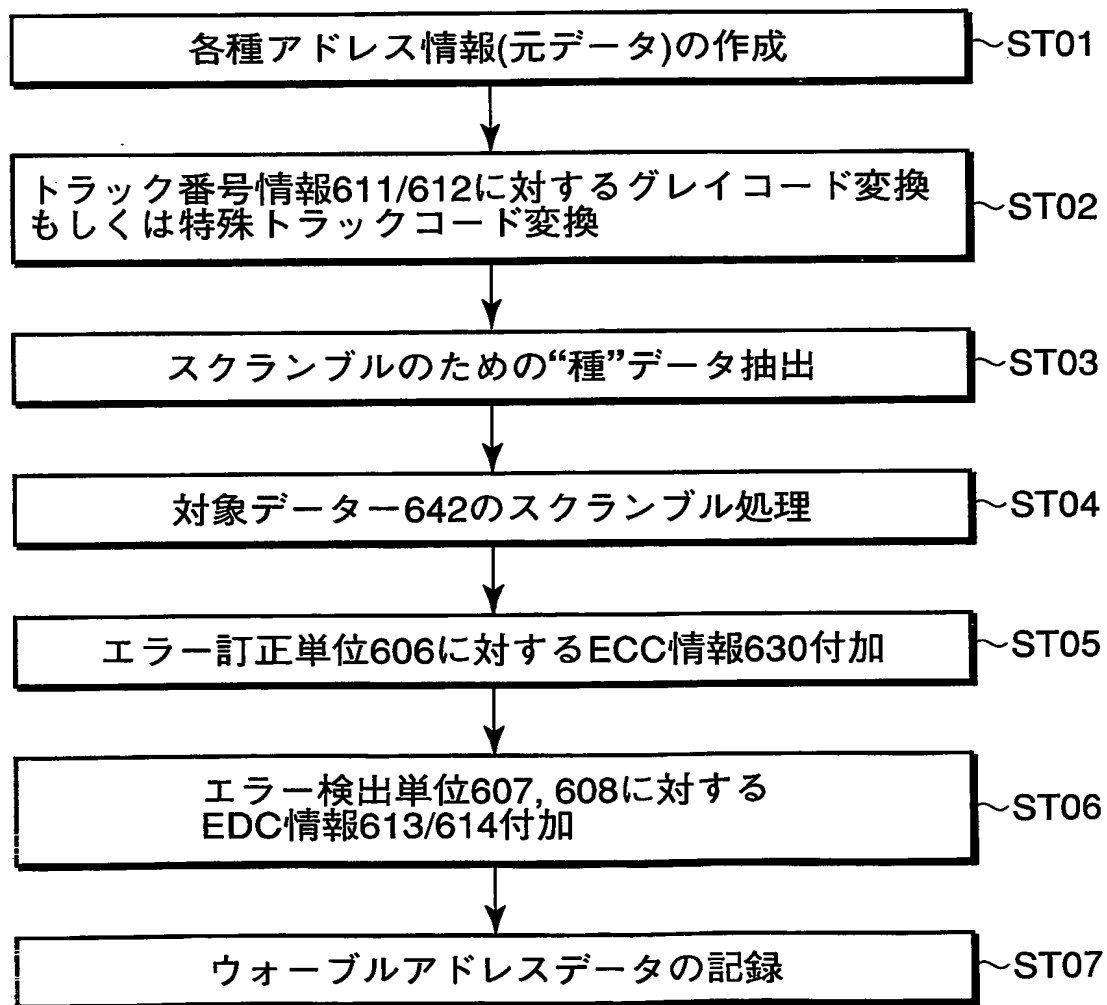 各種アドレス情報(元データ)の作成
~ST01
トラック番号情報611/612に対するグレイコード変換
もしくは特殊トラックコード変換
~ST02
スクランブルのための“種”データ抽出
~ST03
対象データー642のスクランブル処理
~ST04
エラー訂正単位606に対するECC情報630付加
~ST05
エラー検出単位607, 608に対する
EDC情報613/614付加
~ST06
ウォーブルアドレスデータの記録
~ST07